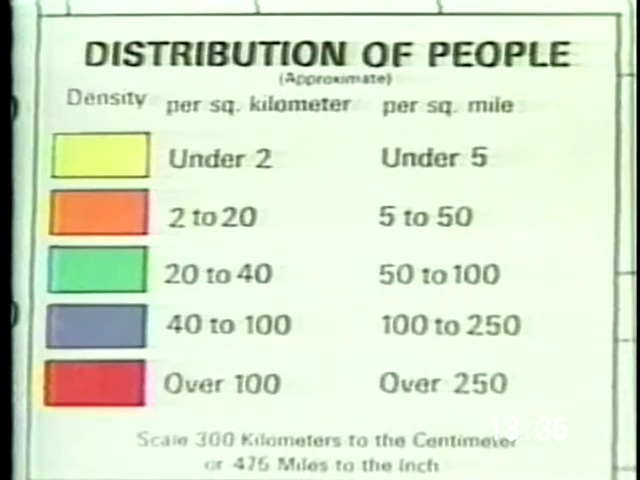 DISTRIBUTION OF PEOPLE
(Approximate)
Density per sq. kilometer per sq. mile
Under 2 Under 5
2 to 20 5 to 50
20 to 40 50 to 100
40 to 100 100 to 250
Over 100 Over 250
13:35
Scale 300 Kilometers to the Centimeter
or 475 Miles to the Inch